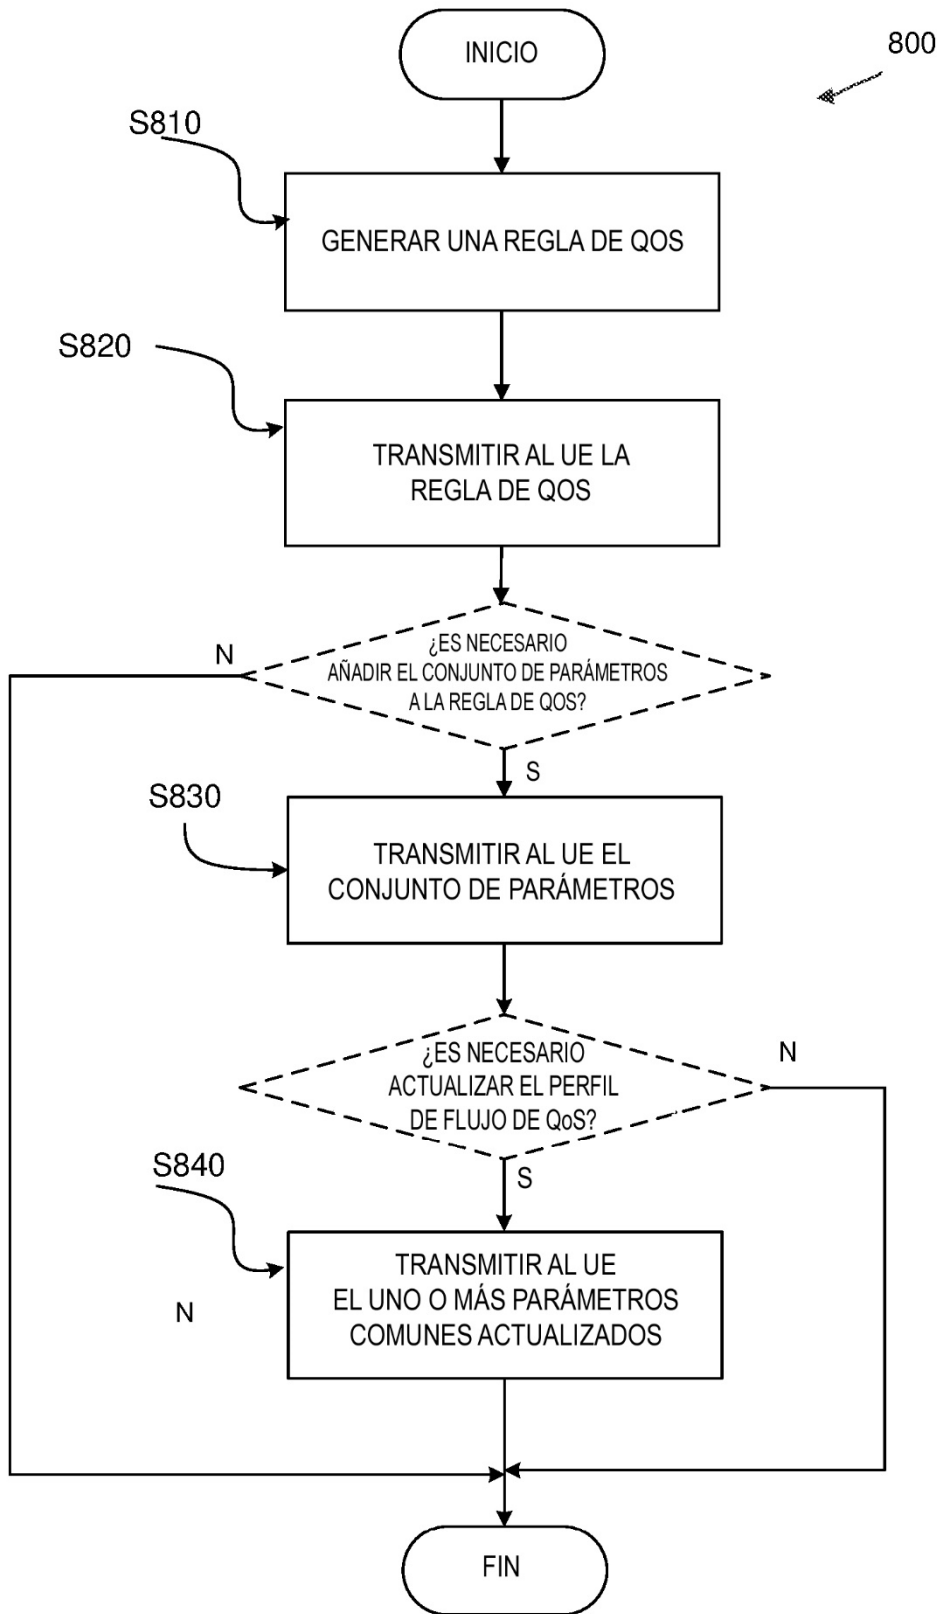 INICIO
800
S810
GENERAR UNA REGLA DE QOS
S820
TRANSMITIR AL UE LA
REGLA DE QOS
N
¿ES NECESARIO
AÑADIR EL CONJUNTO DE PARÁMETROS
A LA REGLA DE QOS?
S
S830
TRANSMITIR AL UE EL
CONJUNTO DE PARÁMETROS
¿ES NECESARIO
ACTUALIZAR EL PERFIL
DE FLUJO DE QoS?
N
S
S840
TRANSMITIR AL UE
EL UNO O MÁS PARÁMETROS
COMUNES ACTUALIZADOS
N
FIN